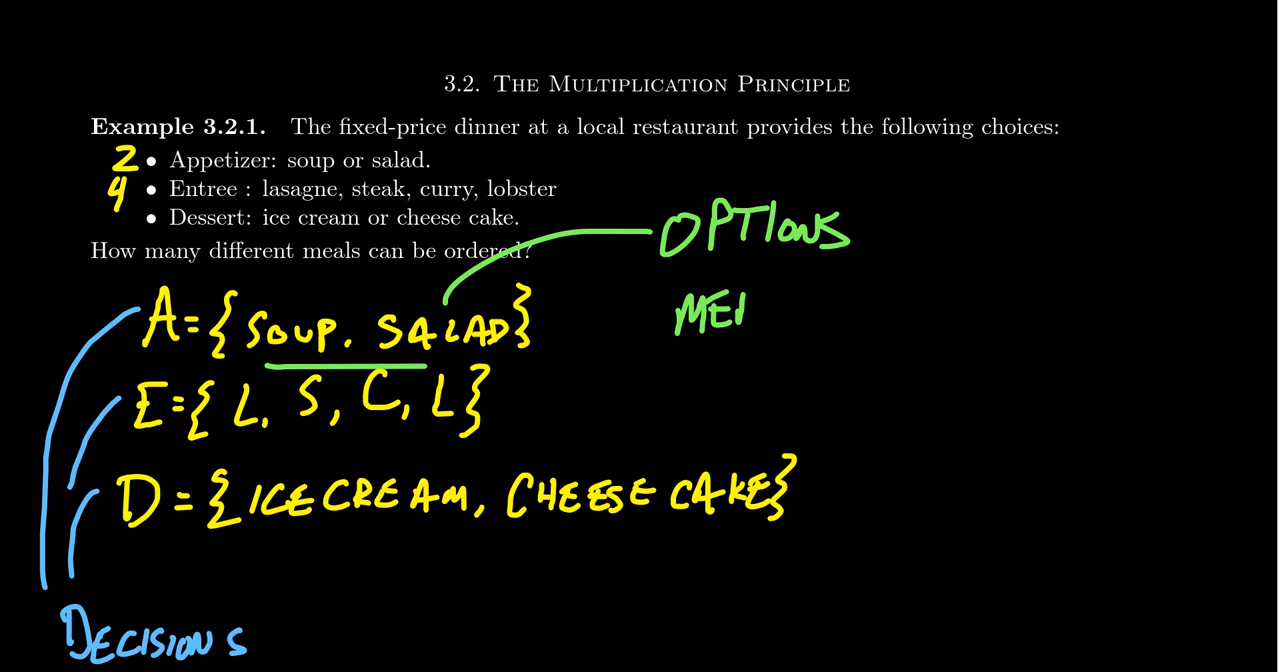 3.2. The Multiplication Principle
Example 3.2.1. The fixed-price dinner at a local restaurant provides the following choices:
2 • Appetizer: soup or salad.
4 • Entree : lasagne, steak, curry, lobster
• Dessert: ice cream or cheese cake.
OPTIONS
How many different meals can be ordered?
A={SOUP. SALAD}
MEN
E={L, S, C, L}
D={ICE CREAM, CHEESE CAKE}
DECISIONS